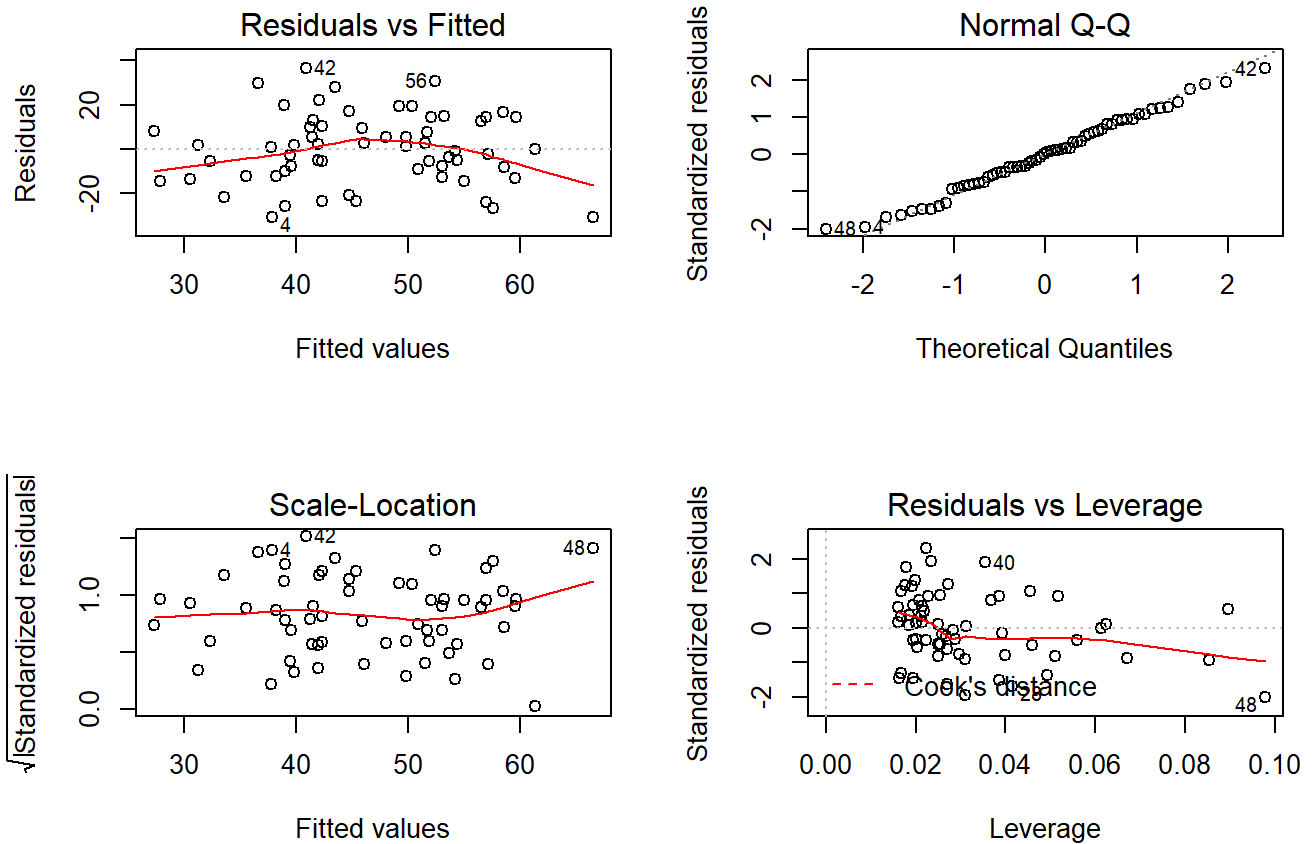 Residuals vs Fitted
Residuals
20
-20
42
56
4
30 40 50 60
Fitted values
Normal Q-Q
Standardized residuals
2
1
0
-2
42
48
4
-2 -1 0 1 2
Theoretical Quantiles
Scale-Location
√|Standardized residuals|
1.0
0.0
4
42
48
30 40 50 60
Fitted values
Residuals vs Leverage
Standardized residuals
2
0
-2
40
Cook's distance
48
0.00 0.02 0.04 0.06 0.08 0.10
Leverage